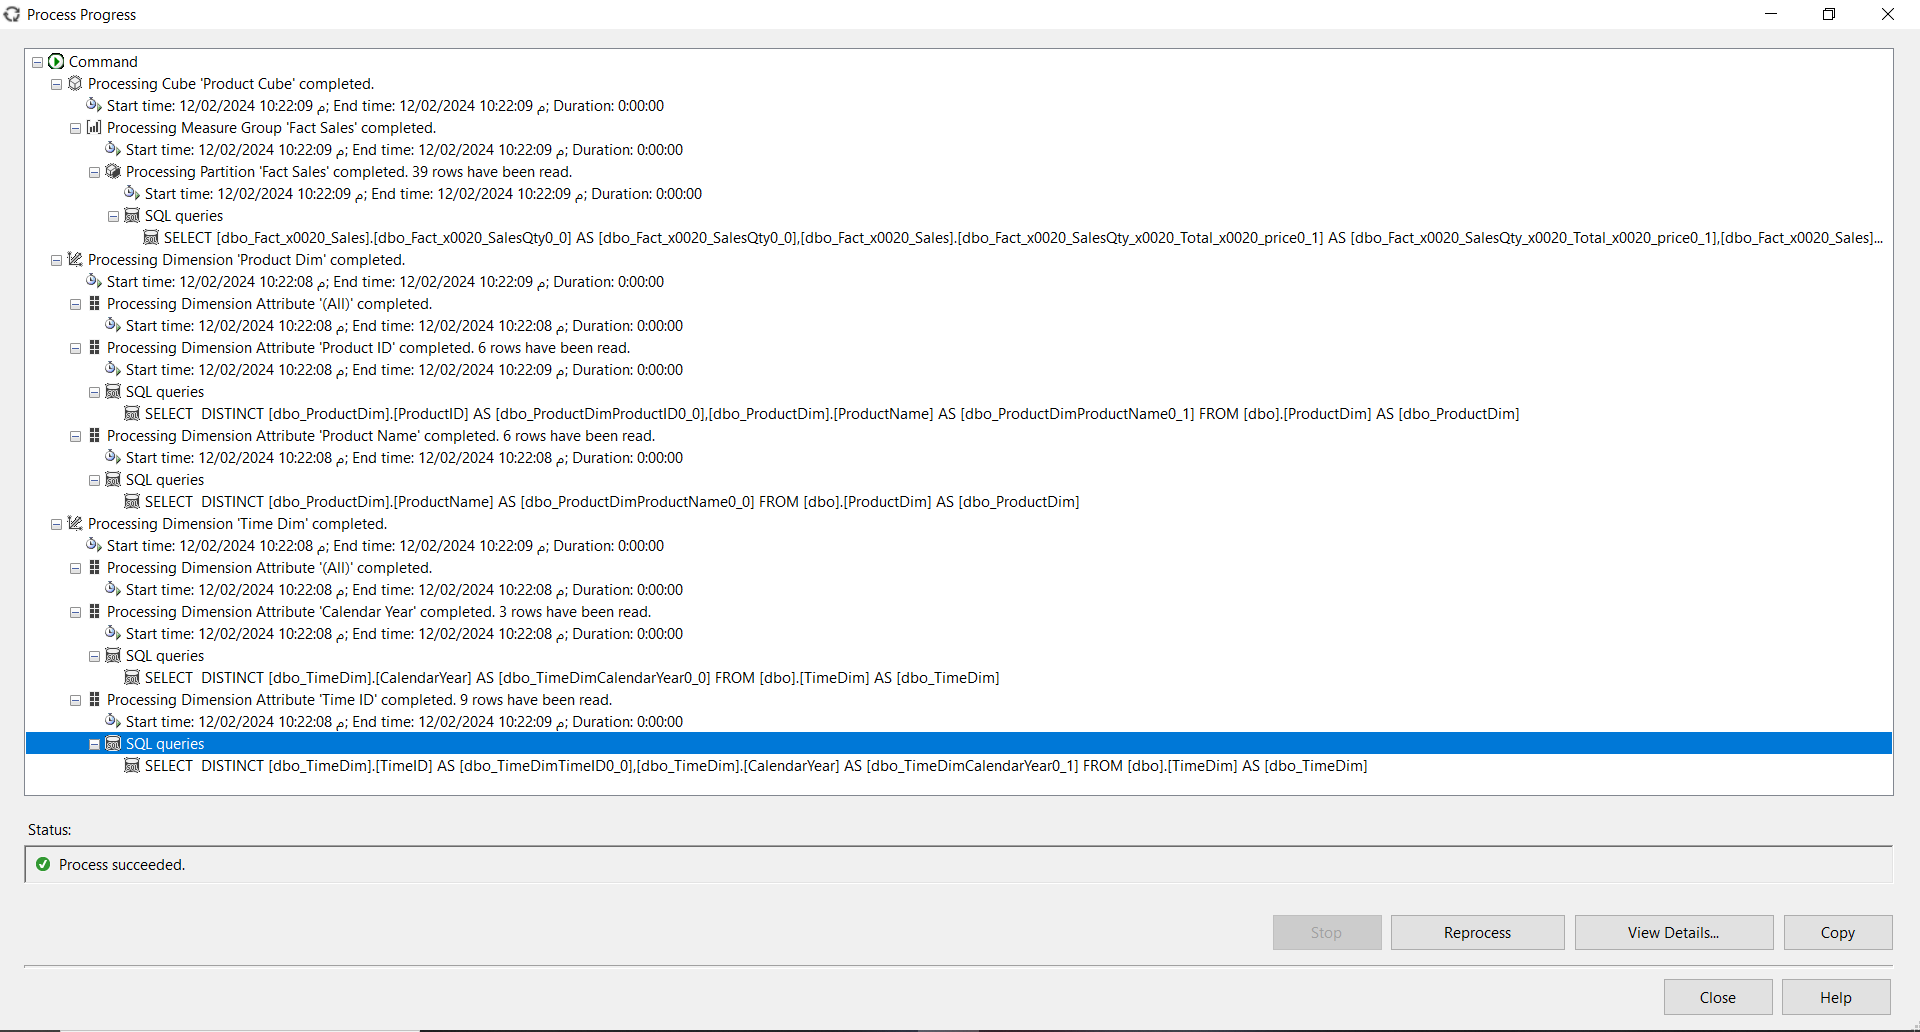 Process Progress
Command
Processing Cube 'Product Cube' completed.
Start time: 12/02/2024 10:22:09 م; End time: 12/02/2024 10:22:09 م; Duration: 0:00:00
Processing Measure Group 'Fact Sales' completed.
Start time: 12/02/2024 10:22:09 م; End time: 12/02/2024 10:22:09 م; Duration: 0:00:00
Processing Partition 'Fact Sales' completed. 39 rows have been read.
Start time: 12/02/2024 10:22:09 م; End time: 12/02/2024 10:22:09 م; Duration: 0:00:00
SQL queries
SELECT [dbo_Fact_x0020_Sales].[dbo_Fact_x0020_SalesQty0_0] AS [dbo_Fact_x0020_SalesQty0_0],[dbo_Fact_x0020_Sales].[dbo_Fact_x0020_SalesQty_x0020_Total_x0020_price0_1] AS [dbo_Fact_x0020_SalesQty_x0020_Total_x0020_price0_1],[dbo_Fact_x0020_Sales]...
Processing Dimension 'Product Dim' completed.
Start time: 12/02/2024 10:22:08 م; End time: 12/02/2024 10:22:09 م; Duration: 0:00:00
Processing Dimension Attribute '(All)' completed.
Start time: 12/02/2024 10:22:08 م; End time: 12/02/2024 10:22:08 م; Duration: 0:00:00
Processing Dimension Attribute 'Product ID' completed. 6 rows have been read.
Start time: 12/02/2024 10:22:08 م; End time: 12/02/2024 10:22:09 م; Duration: 0:00:00
SQL queries
SELECT  DISTINCT [dbo_ProductDim].[ProductID] AS [dbo_ProductDimProductID0_0],[dbo_ProductDim].[ProductName] AS [dbo_ProductDimProductName0_1] FROM [dbo].[ProductDim] AS [dbo_ProductDim]
Processing Dimension Attribute 'Product Name' completed. 6 rows have been read.
Start time: 12/02/2024 10:22:08 م; End time: 12/02/2024 10:22:08 م; Duration: 0:00:00
SQL queries
SELECT  DISTINCT [dbo_ProductDim].[ProductName] AS [dbo_ProductDimProductName0_0] FROM [dbo].[ProductDim] AS [dbo_ProductDim]
Processing Dimension 'Time Dim' completed.
Start time: 12/02/2024 10:22:08 م; End time: 12/02/2024 10:22:09 م; Duration: 0:00:00
Processing Dimension Attribute '(All)' completed.
Start time: 12/02/2024 10:22:08 م; End time: 12/02/2024 10:22:08 م; Duration: 0:00:00
Processing Dimension Attribute 'Calendar Year' completed. 3 rows have been read.
Start time: 12/02/2024 10:22:08 م; End time: 12/02/2024 10:22:08 م; Duration: 0:00:00
SQL queries
SELECT  DISTINCT [dbo_TimeDim].[CalendarYear] AS [dbo_TimeDimCalendarYear0_0] FROM [dbo].[TimeDim] AS [dbo_TimeDim]
Processing Dimension Attribute 'Time ID' completed. 9 rows have been read.
Start time: 12/02/2024 10:22:08 م; End time: 12/02/2024 10:22:09 م; Duration: 0:00:00
SQL queries
SELECT  DISTINCT [dbo_TimeDim].[TimeID] AS [dbo_TimeDimTimeID0_0],[dbo_TimeDim].[CalendarYear] AS [dbo_TimeDimCalendarYear0_1] FROM [dbo].[TimeDim] AS [dbo_TimeDim]
Status:
Process succeeded.
Stop
Reprocess
View Details...
Copy
Close
Help